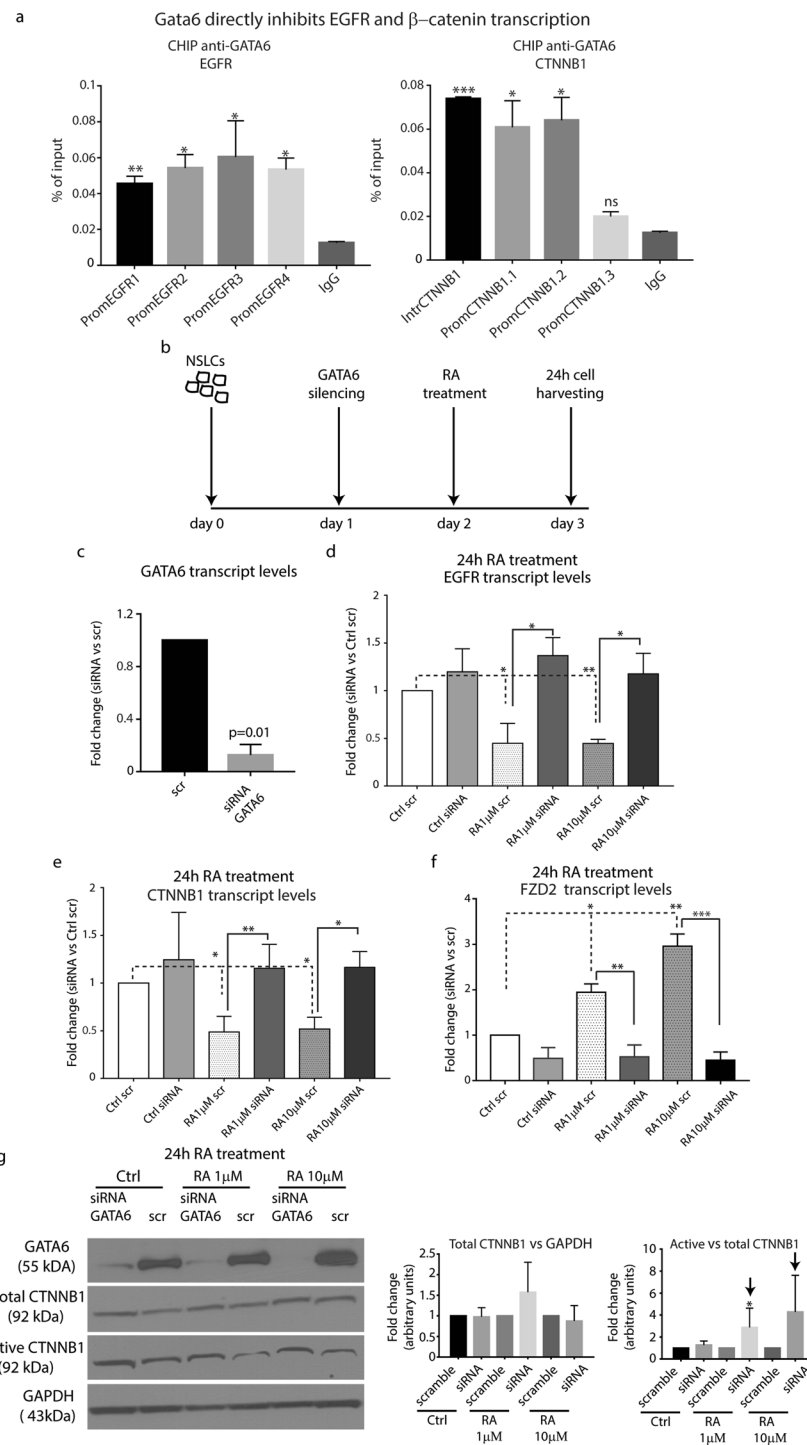 a
Gata6 directly inhibits EGFR and β–catenin transcription
CHIP anti-GATA6
EGFR
% of input
0.1
0.08
0.06
0.04
0.02
0
**
*
*
*
PromEGFR1
PromEGFR2
PromEGFR3
PromEGFR4
IgG
CHIP anti-GATA6
CTNNB1
% of input
0.08
0.06
0.04
0.02
0
***
*
*
ns
IntrCTNNB1
PromCTNNB1.1
PromCTNNB1.2
PromCTNNB1.3
IgG
b
NSLCs
GATA6
silencing
RA
treatment
24h cell
harvesting
day 0
day 1
day 2
day 3
c
GATA6 transcript levels
Fold change (siRNA vs scr)
1.2
0.8
0.4
0
p=0.01
scr
siRNA
GATA6
d
24h RA treatment
EGFR transcript levels
Fold change (siRNA vs Ctrl scr)
2
1.5
1
0.5
0
*
*
**
*
Ctrl scr
Ctrl siRNA
RA1μM scr
RA1μM siRNA
RA10μM scr
RA10μM siRNA
e
24h RA treatment
CTNNB1 transcript levels
Fold change (siRNA vs Ctrl scr)
2
1.5
1
0.5
0
*
**
*
*
Ctrl scr
Ctrl siRNA
RA1μM scr
RA1μM siRNA
RA10μM scr
RA10μM siRNA
f
24h RA treatment
FZD2 transcript levels
Fold change (siRNA vs scr)
4
3
2
1
0
*
**
**
***
Ctrl scr
Ctrl siRNA
RA1μM scr
RA1μM siRNA
RA10μM scr
RA10μM siRNA
g
24h RA treatment
Ctrl
RA 1μM
RA 10μM
siRNA
GATA6
scr
siRNA
GATA6
scr
siRNA
GATA6
scr
GATA6
(55 kDA)
otal CTNNB1
(92 kDa)
ctive CTNNB1
(92 kDa)
GAPDH
( 43kDa)
Total CTNNB1 vs GAPDH
Fold change
(arbitrary units)
2.5
2
1.5
1
0.5
0
scramble
siRNA
scramble
siRNA
scramble
siRNA
Ctrl
RA
1μM
RA
10μM
Active vs total CTNNB1
Fold change
(arbitrary units)
10
8
6
4
2
0
*
scramble
siRNA
scramble
siRNA
scramble
siRNA
Ctrl
RA
1μM
RA
10μM